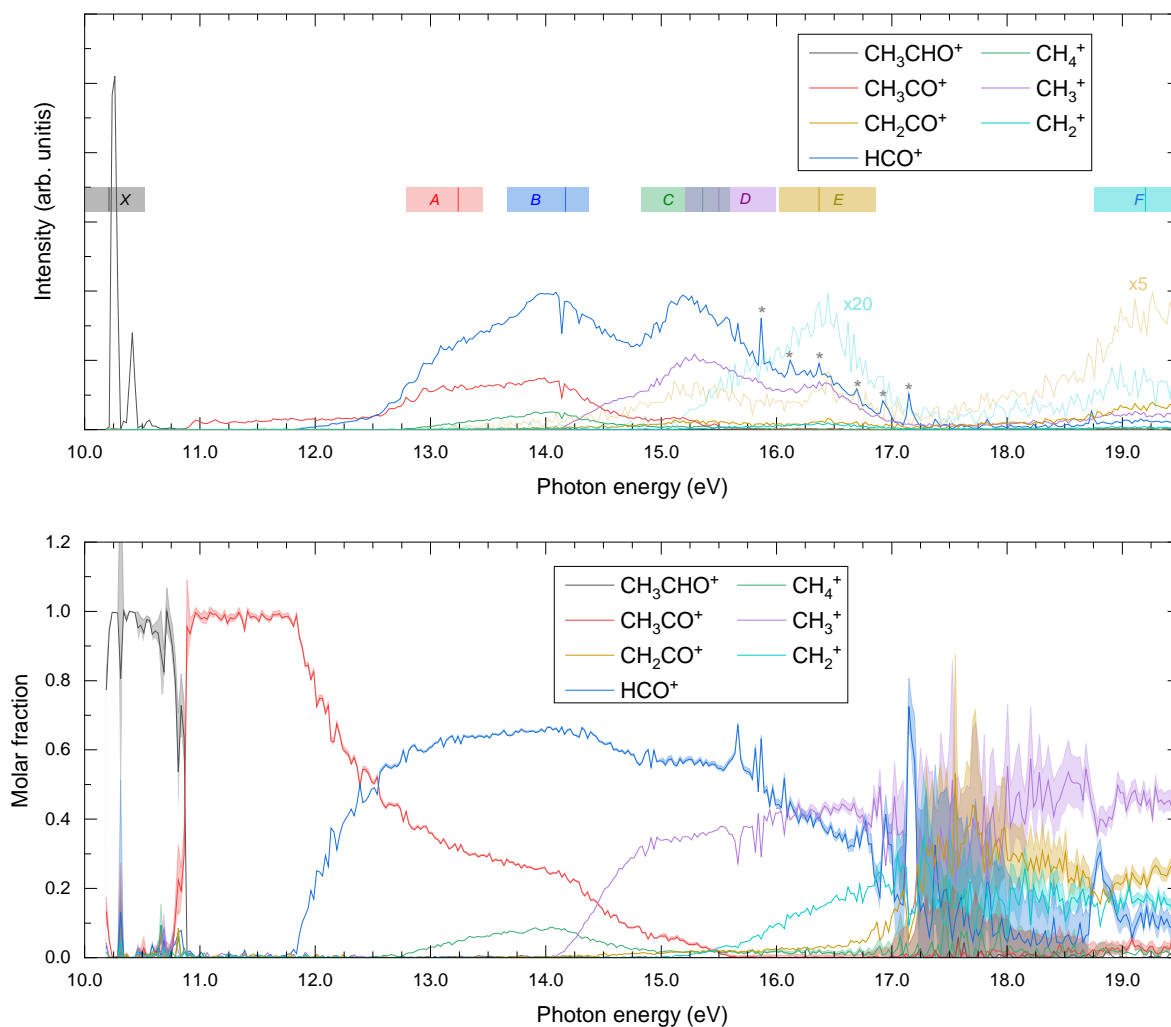 CH₃CHO⁺ CH₄⁺
CH₃CO⁺ CH₃⁺
CH₂CO⁺ CH₂⁺
HCO⁺
X A B C D E F
x20 x5
* * * * * *
Intensity (arb. unitis)
10.0 11.0 12.0 13.0 14.0 15.0 16.0 17.0 18.0 19.0
Photon energy (eV)
1.2
1.0
0.8
0.6
0.4
0.2
0.0
Molar fraction
CH₃CHO⁺ CH₄⁺
CH₃CO⁺ CH₃⁺
CH₂CO⁺ CH₂⁺
HCO⁺
10.0 11.0 12.0 13.0 14.0 15.0 16.0 17.0 18.0 19.0
Photon energy (eV)